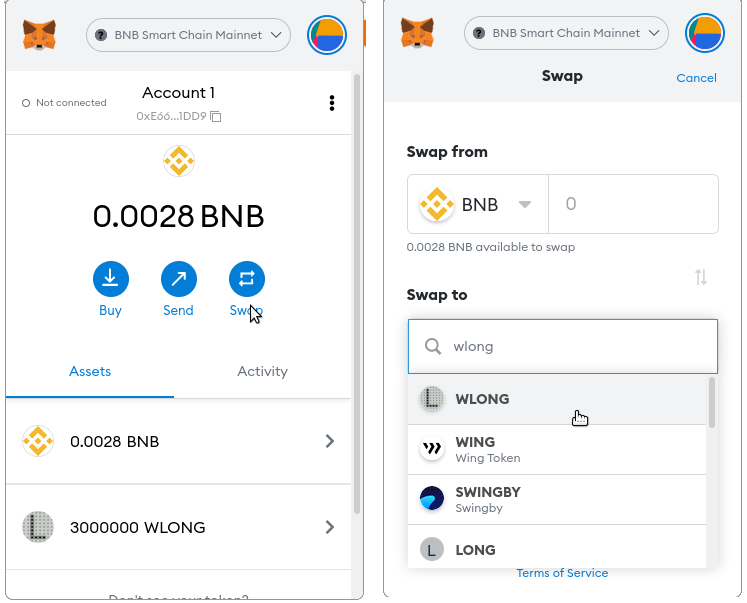 BNB Smart Chain Mainnet
Not connected
Account 1
0xE66...1DD9
0.0028 BNB
Buy
Send
Swap
Assets
Activity
0.0028 BNB
L
3000000 WLONG
Don't see your token?
BNB Smart Chain Mainnet
Swap
Cancel
Swap from
BNB
0
0.0028 BNB available to swap
Swap to
wlong
L
WLONG
WING
Wing Token
SWINGBY
Swingby
L
LONG
Terms of Service